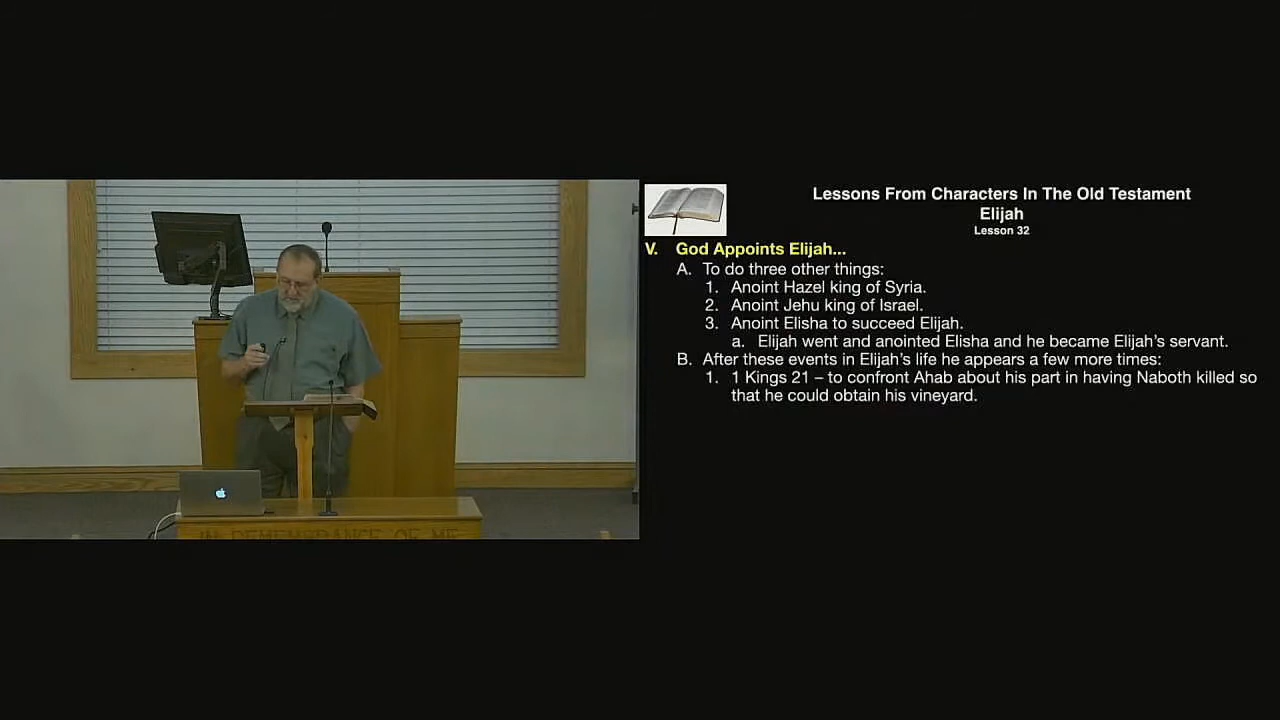 Lessons From Characters In The Old Testament
Elijah
Lesson 32
V. God Appoints Elijah...
A. To do three other things:
1. Anoint Hazel king of Syria.
2. Anoint Jehu king of Israel.
3. Anoint Elisha to succeed Elijah.
a. Elijah went and anointed Elisha and he became Elijah's servant.
B. After these events in Elijah's life he appears a few more times:
1. 1 Kings 21 – to confront Ahab about his part in having Naboth killed so
that he could obtain his vineyard.
IN REMEMBRANCE OF ME